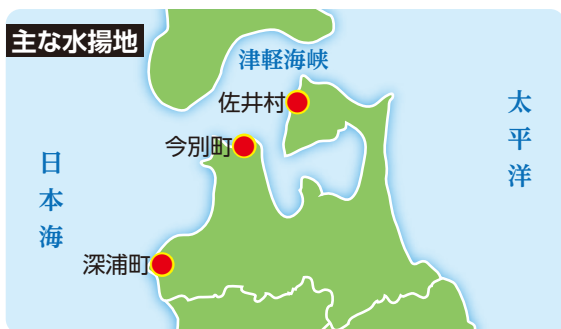 主な水揚地
津軽海峡
佐井村
今別町
深浦町
日本海
太平洋